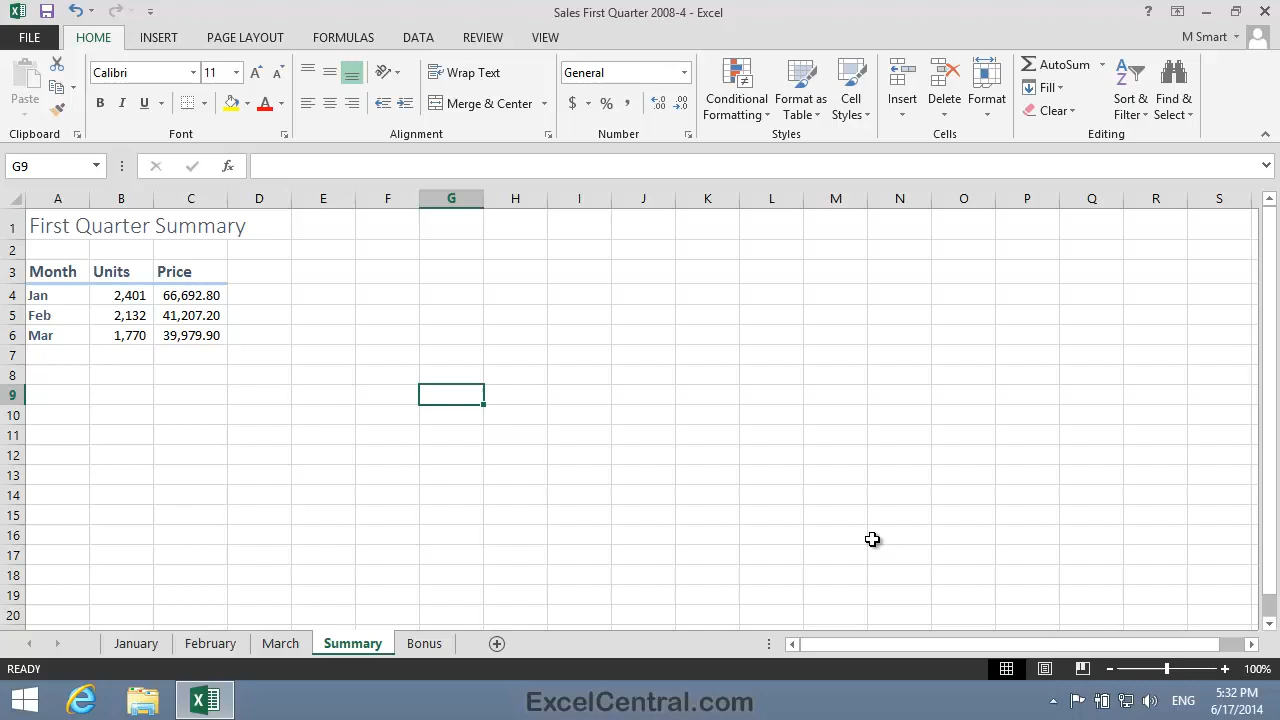 Sales First Quarter 2008-4 - Excel
?
FILE HOME INSERT PAGE LAYOUT FORMULAS DATA REVIEW VIEW M Smart
Paste
Calibri 11
B I U A
Wrap Text
Merge & Center
General
$ % ,
Conditional Formatting
Format as Table
Cell Styles
Insert
Delete
Format
AutoSum
Fill
Clear
Sort & Filter
Find & Select
Clipboard Font Alignment Number Styles Cells Editing
G9 fx
A B C D E F G H I J K L M N O P Q R S
1 First Quarter Summary
2
3 Month Units Price
4 Jan 2,401 66,692.80
5 Feb 2,132 41,207.20
6 Mar 1,770 39,979.90
7
8
9
10
11
12
13
14
15
16
17
18
19
20
January February March Summary Bonus
READY 100%
ExcelCentral.com
ENG
5:32 PM
6/17/2014